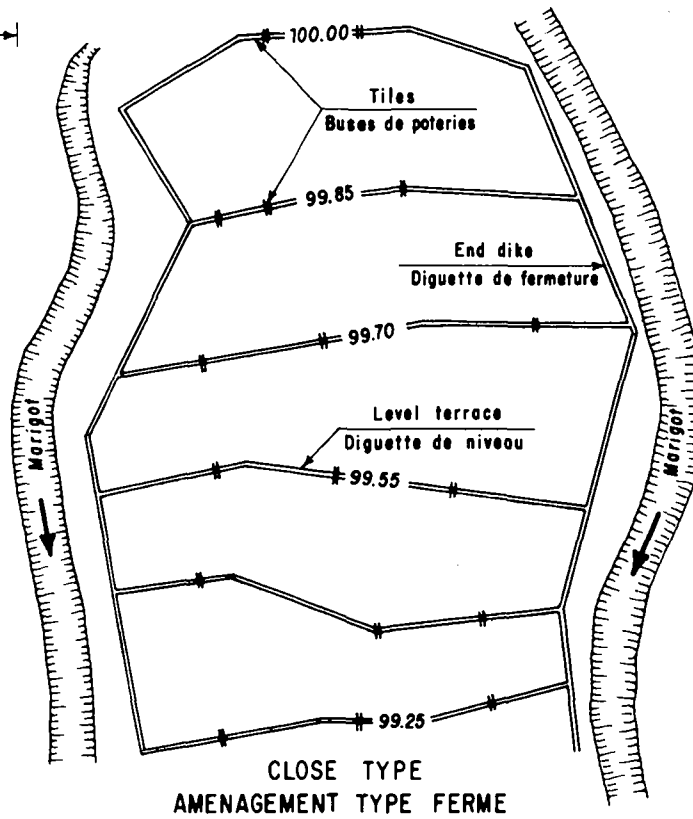 100.00
Tiles
Buses de poteries
99.85
End dike
Diguette de fermeture
99.70
Level terrace
Diguette de niveau
99.55
Marigot
Marigot
99.25
CLOSE TYPE
AMENAGEMENT TYPE FERME